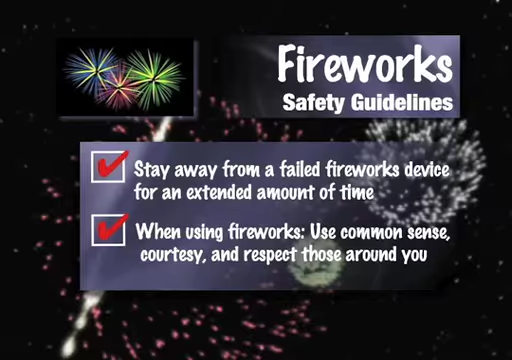 Fireworks
Safety Guidelines
Stay away from a failed fireworks device
for an extended amount of time
When using fireworks: Use common sense,
courtesy, and respect those around you